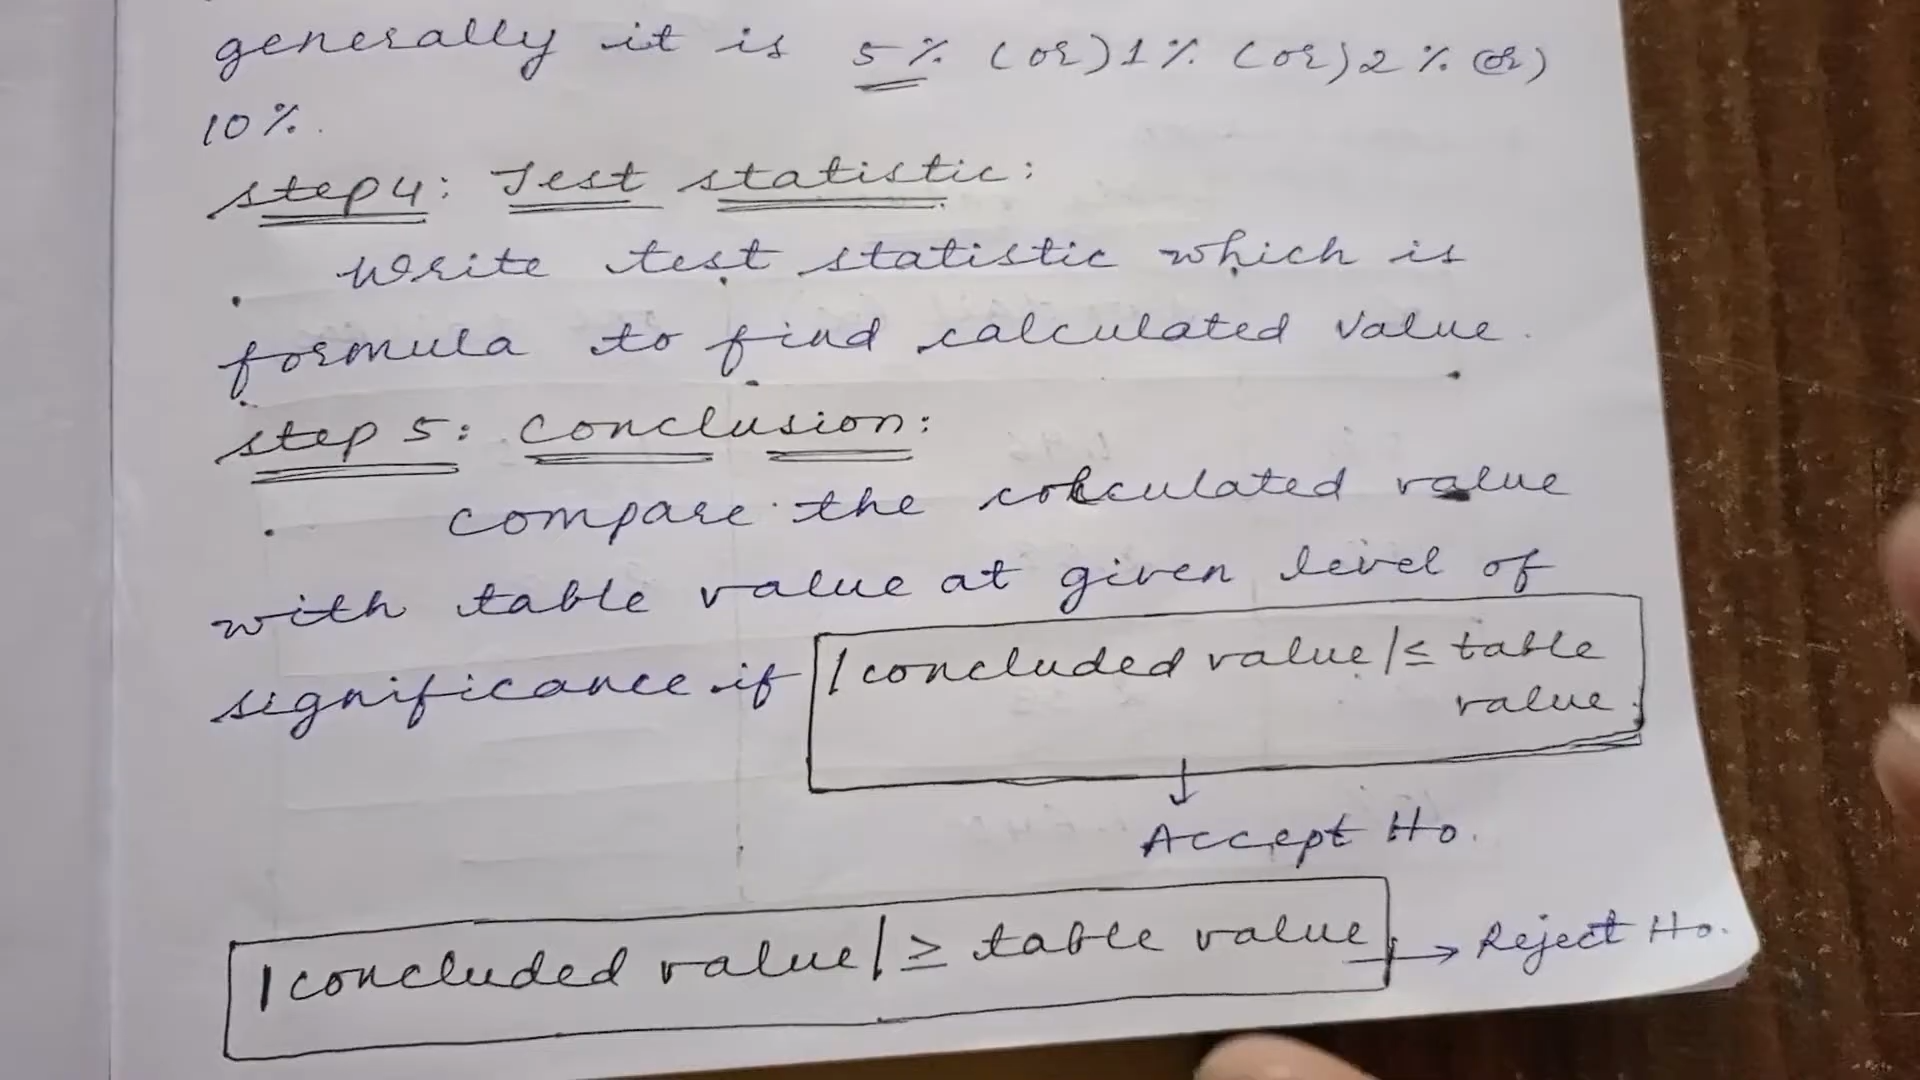 generally it is 5% (or) 1% (or) 2% (or)
10%.
step 4: Test statistic:
Write test statistic which is
formula to find calculated value.
step 5: Conclusion:
compare the calculated value
with table value at given level of
significance if |concluded value| ≤ table
value.
↓
Accept Ho.
|concluded value| ≥ table value → Reject Ho.